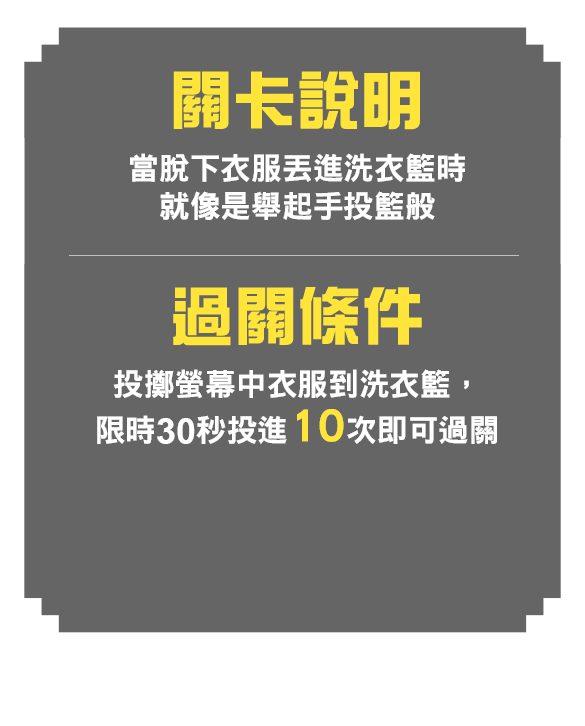 關卡說明
當脫下衣服丟進洗衣籃時
就像是舉起手投籃般
過關條件
投擲螢幕中衣服到洗衣籃，
限時30秒投進10次即可過關